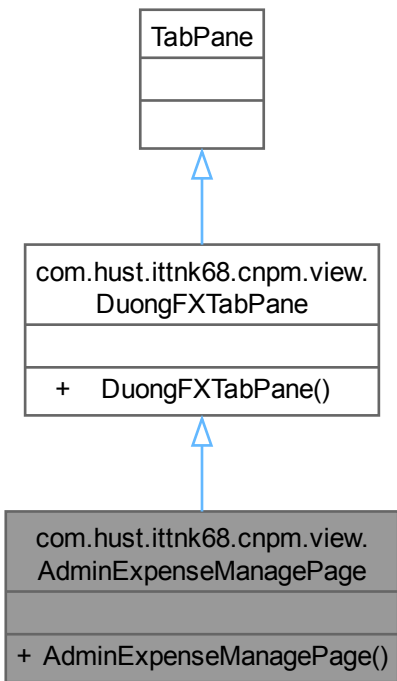 TabPane
com.hust.ittnk68.cnpm.view.
DuongFXTabPane
+ DuongFXTabPane()
com.hust.ittnk68.cnpm.view.
AdminExpenseManagePage
+ AdminExpenseManagePage()